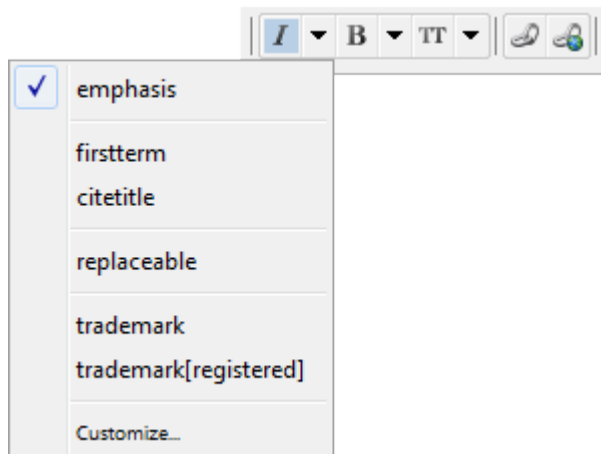 I B TT
emphasis
firstterm
citetitle
replaceable
trademark
trademark[registered]
Customize...